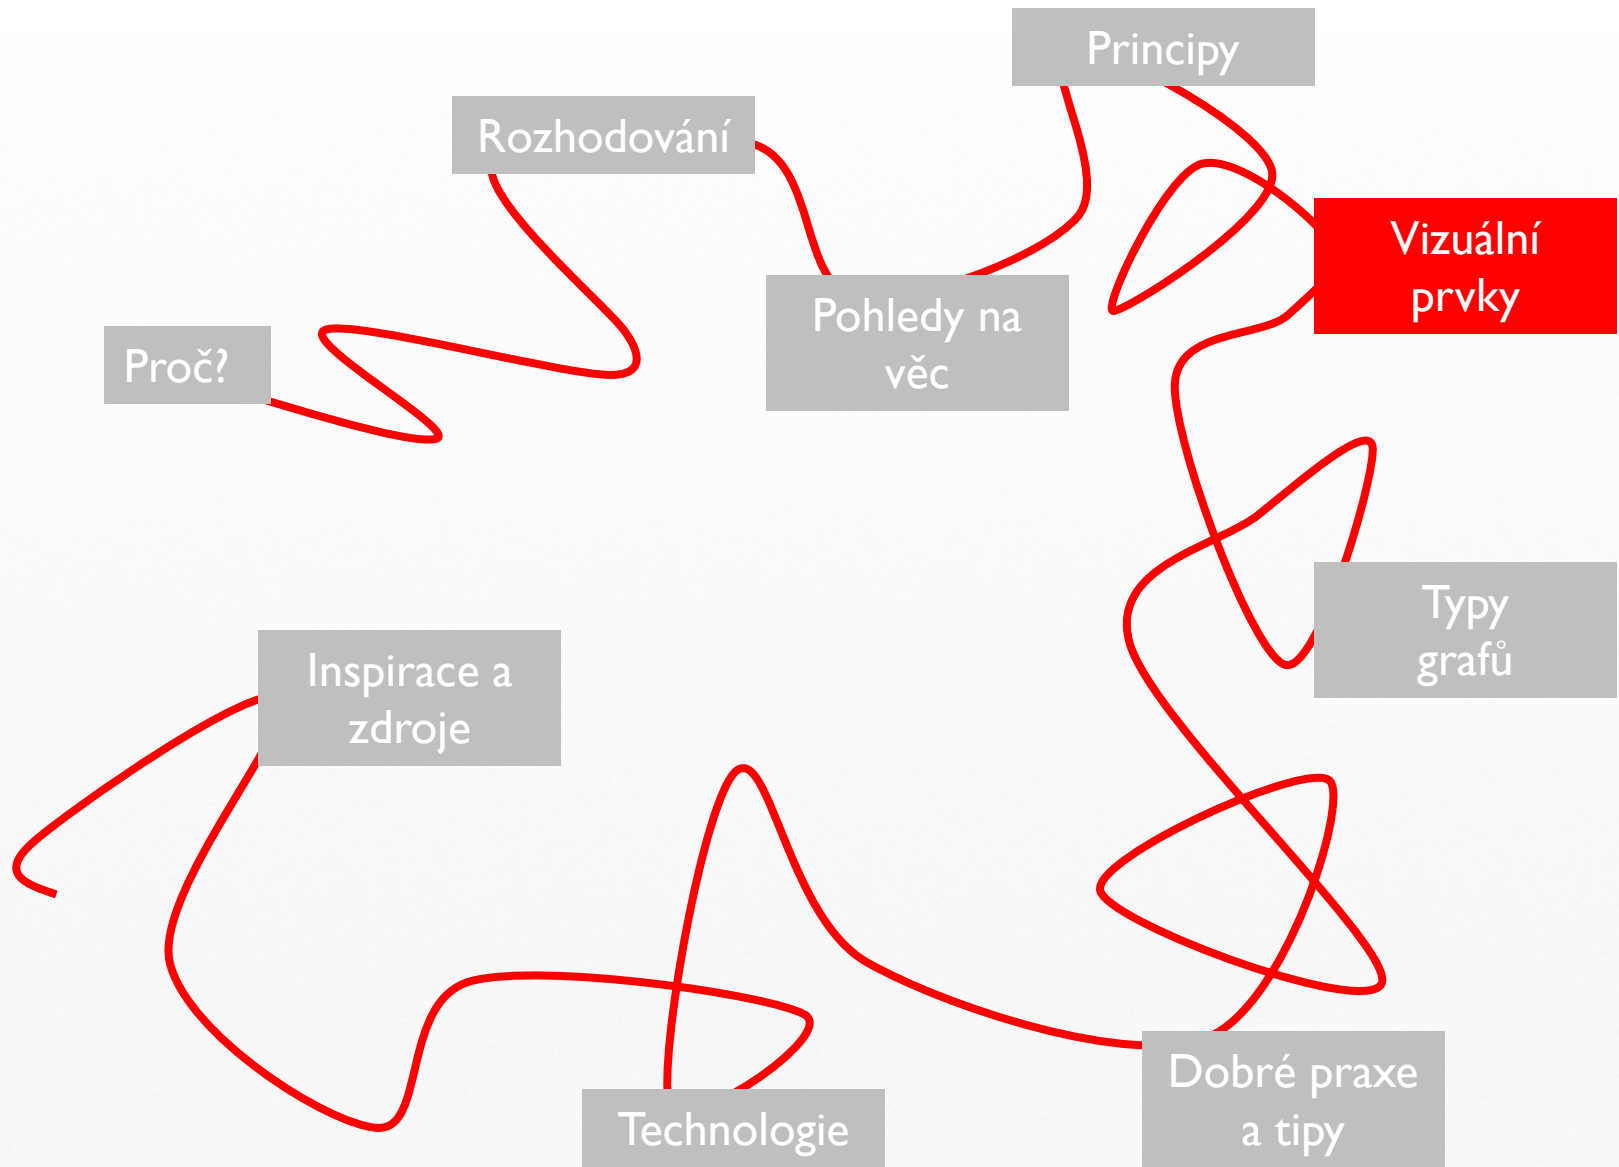 Principy
Rozhodování
Vizuální
prvky
Pohledy na
věc
Proč?
Typy
grafů
Inspirace a
zdroje
Dobré praxe
a tipy
Technologie